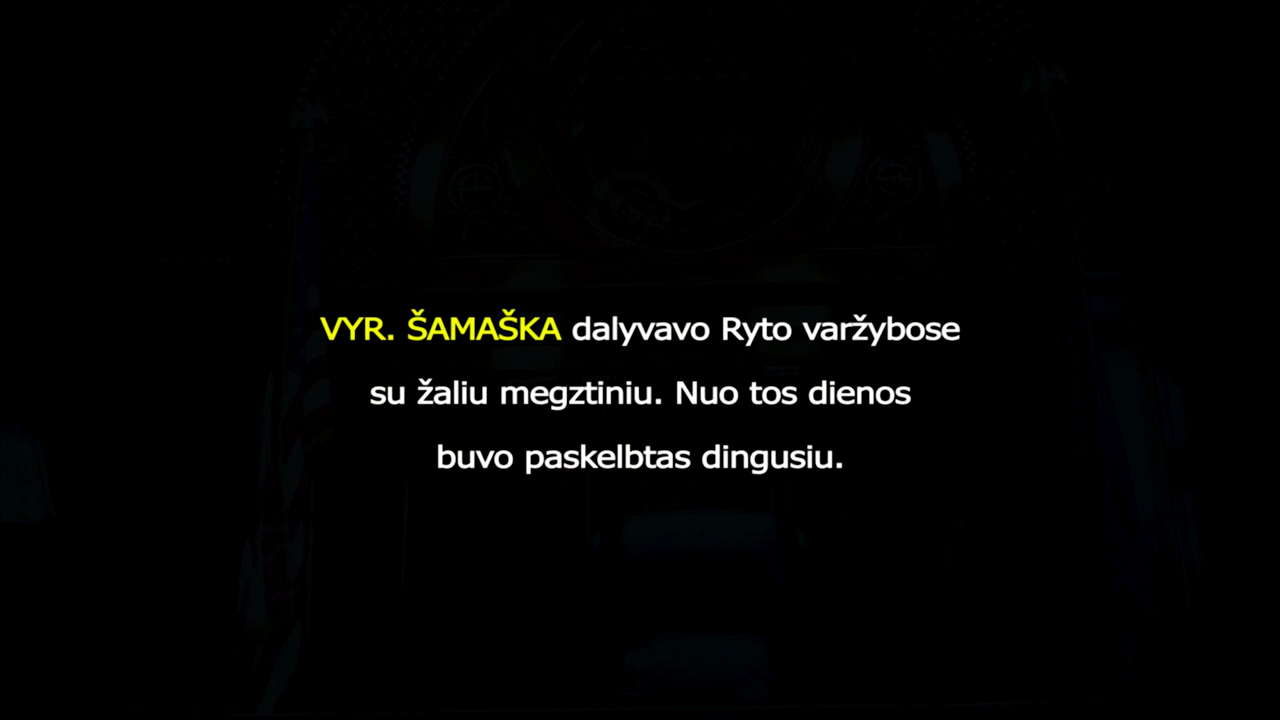 VYR. ŠAMAŠKA dalyvavo Ryto varžybose
su žaliu megztiniu. Nuo tos dienos
buvo paskelbtas dingusiu.